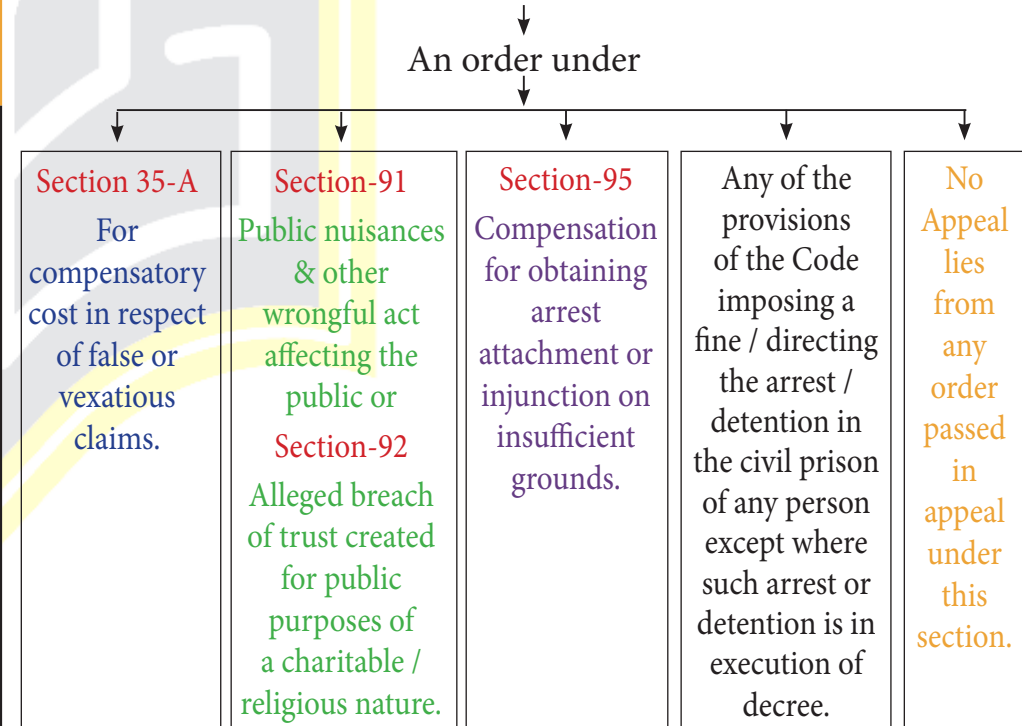 An order under
Section 35-A
For
compensatory
cost in respect
of false or
vexatious
claims.
Section-91
Public nuisances
& other
wrongful act
affecting the
public or
Section-92
Alleged breach
of trust created
for public
purposes of
a charitable /
religious nature.
Section-95
Compensation
for obtaining
arrest
attachment or
injunction on
insufficient
grounds.
Any of the
provisions
of the Code
imposing a
fine / directing
the arrest /
detention in
the civil prison
of any person
except where
such arrest or
detention is in
execution of
decree.
No
Appeal
lies
from
any
order
passed
in
appeal
under
this
section.